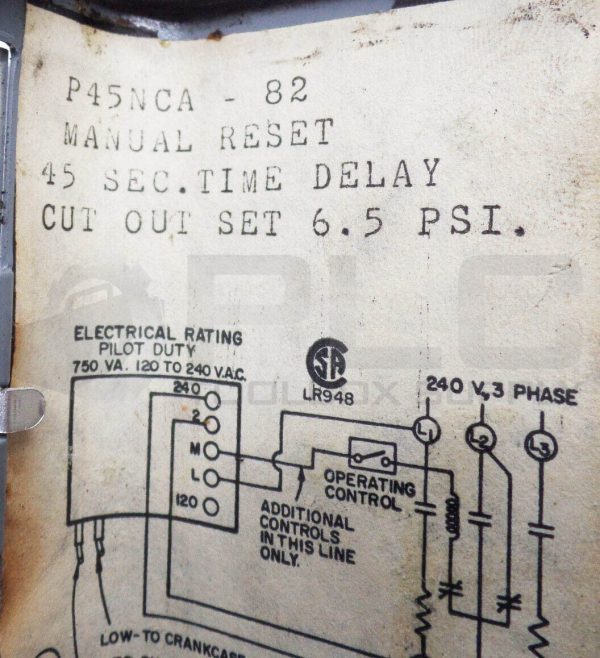 P45NCA - 82
MANUAL RESET
45 SEC. TIME DELAY
CUT OUT SET 6.5 PSI.
PLC
ELECTRICAL RATING
PILOT DUTY
750 VA. 120 TO 240 V.A.C.
SA
LR948
240 V, 3 PHASE
240
2
M
L
120
L1
L2
L3
OPERATING
CONTROL
ADDITIONAL
CONTROLS
IN THIS LINE
ONLY.
LOW-TO CRANKCASE